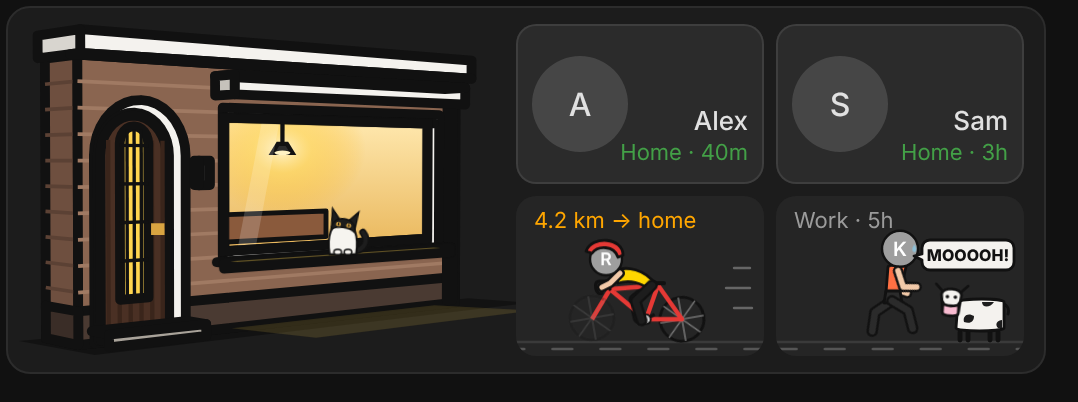 A
Alex
Home · 40m
S
Sam
Home · 3h
4.2 km → home
R
Work · 5h
K
MOOOOH!